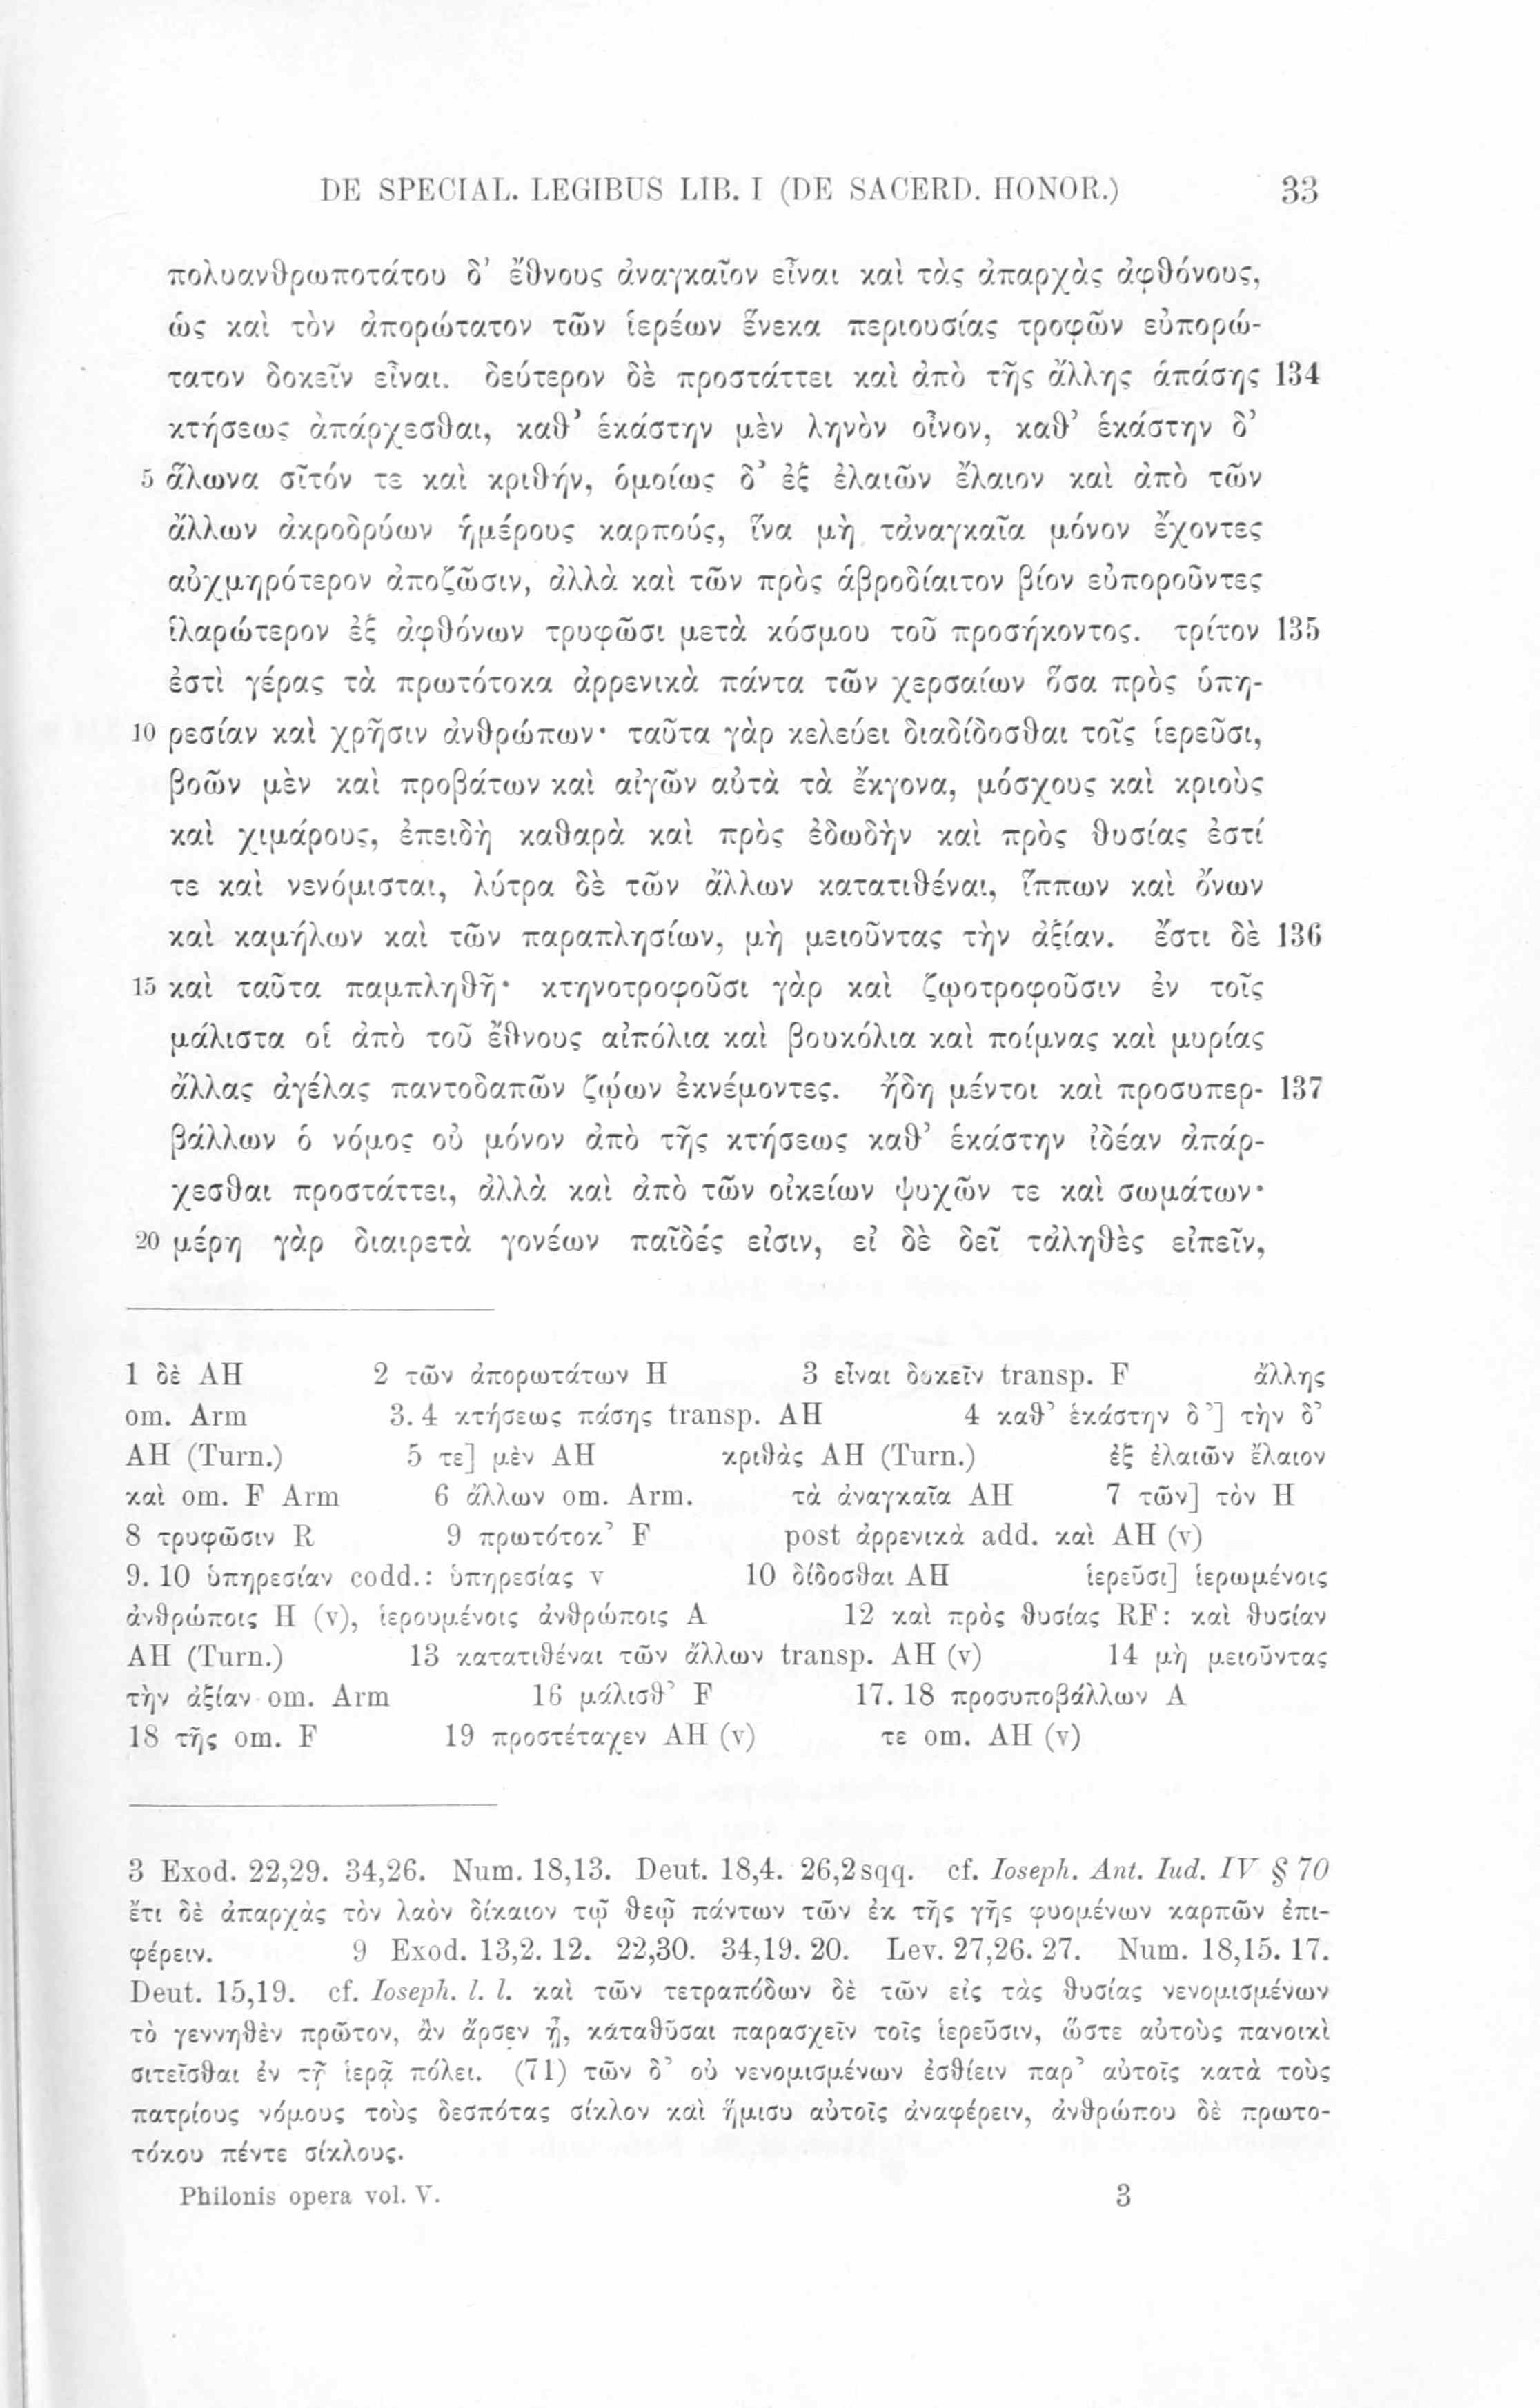 DE SPECIAL. LEGIBUS LIB. I (DE SACERD. HONOR.) 33
πολυανθρωποτάτου δ’ ἔθνους ἀναγκαῖον εἶναι καὶ τὰς ἀπαρχὰς ἀφθόνους,
ὡς καὶ τὸν ἀπορώτατον τῶν ἱερέων ἕνεκα περιουσίας τροφῶν εὐπορώ-
τατον δοκεῖν εἶναι. δεύτερον δὲ προστάττει καὶ ἀπὸ τῆς ἄλλης ἁπάσης 134
κτήσεως ἀπάρχεσθαι, καθ’ ἑκάστην μὲν ληνὸν οἶνον, καθ’ ἑκάστην δ’
5 ἅλωνα σῖτόν τε καὶ κριθήν, ὁμοίως δ’ ἐξ ἐλαιῶν ἔλαιον καὶ ἀπὸ τῶν
ἄλλων ἀκροδρύων ἡμέρους καρπούς, ἵνα μὴ τἀναγκαῖα μόνον ἔχοντες
αὐχμηρότερον ἀποζῶσιν, ἀλλὰ καὶ τῶν πρὸς ἁβροδίαιτον βίον εὐποροῦντες
ἱλαρώτερον ἐξ ἀφθόνων τρυφῶσι μετὰ κόσμου τοῦ προσήκοντος. τρίτον 135
ἐστὶ γέρας τὰ πρωτότοκα ἀρρενικὰ πάντα τῶν χερσαίων ὅσα πρὸς ὑπη-
10 ρεσίαν καὶ χρῆσιν ἀνθρώπων· ταῦτα γὰρ κελεύει διαδίδοσθαι τοῖς ἱερεῦσι,
βοῶν μὲν καὶ προβάτων καὶ αἰγῶν αὐτὰ τὰ ἔκγονα, μόσχους καὶ κριοὺς
καὶ χιμάρους, ἐπειδὴ καθαρὰ καὶ πρὸς ἐδωδὴν καὶ πρὸς θυσίας ἐστί
τε καὶ νενόμισται, λύτρα δὲ τῶν ἄλλων κατατιθέναι, ἵππων καὶ ὄνων
καὶ καμήλων καὶ τῶν παραπλησίων, μὴ μειοῦντας τὴν ἀξίαν. ἔστι δὲ 136
15 καὶ ταῦτα παμπληθῆ· κτηνοτροφοῦσι γὰρ καὶ ζῳοτροφοῦσιν ἐν τοῖς
μάλιστα οἱ ἀπὸ τοῦ ἔθνους αἰπόλια καὶ βουκόλια καὶ ποίμνας καὶ μυρίας
ἄλλας ἀγέλας παντοδαπῶν ζῴων ἐκνέμοντες. ἤδη μέντοι καὶ προσυπερ- 137
βάλλων ὁ νόμος οὐ μόνον ἀπὸ τῆς κτήσεως καθ’ ἑκάστην ἰδέαν ἀπάρ-
χεσθαι προστάττει, ἀλλὰ καὶ ἀπὸ τῶν οἰκείων ψυχῶν τε καὶ σωμάτων·
20 μέρη γὰρ διαιρετὰ γονέων παῖδές εἰσιν, εἰ δὲ δεῖ τἀληθὲς εἰπεῖν,
1 δὲ AH 2 τῶν ἀπορωτάτων H 3 εἶναι δοκεῖν transp. F ἄλλης
om. Arm 3. 4 κτήσεως πάσης transp. AH 4 καθ’ ἑκάστην δ’] τὴν δ’
AH (Turn.) 5 τε] μὲν AH κριθὰς AH (Turn.) ἐξ ἐλαιῶν ἔλαιον
καὶ om. F Arm 6 ἄλλων om. Arm. τὰ ἀναγκαῖα AH 7 τῶν] τὸν H
8 τρυφῶσιν R 9 πρωτότοκ’ F post ἀρρενικὰ add. καὶ AH (v)
9. 10 ὑπηρεσίαν codd.: ὑπηρεσίας v 10 δίδοσθαι AH ἱερεῦσι] ἱερωμένοις
ἀνθρώποις H (v), ἱερουμένοις ἀνθρώποις A 12 καὶ πρὸς θυσίας RF: καὶ θυσίαν
AH (Turn.) 13 κατατιθέναι τῶν ἄλλων transp. AH (v) 14 μὴ μειοῦντας
τὴν ἀξίαν om. Arm 16 μάλισθ’ F 17. 18 προσυποβάλλων A
18 τῆς om. F 19 προστέταχεν AH (v) τε om. AH (v)
3 Exod. 22,29. 34,26. Num. 18,13. Deut. 18,4. 26,2 sqq. cf. Ioseph. Ant. Iud. IV § 70
ἔτι δὲ ἀπαρχὰς τὸν λαὸν δίκαιον τῷ θεῷ πάντων τῶν ἐκ τῆς γῆς φυομένων καρπῶν ἐπι-
φέρειν. 9 Exod. 13,2. 12. 22,30. 34,19. 20. Lev. 27,26. 27. Num. 18,15. 17.
Deut. 15,19. cf. Ioseph. l. l. καὶ τῶν τετραπόδων δὲ τῶν εἰς τὰς θυσίας νενομισμένων
τὸ γεννηθὲν πρῶτον, ἂν ἄρσεν ᾖ, καταθῦσαι παρασχεῖν τοῖς ἱερεῦσιν, ὥστε αὐτοὺς πανοικὶ
σιτεῖσθαι ἐν τῇ ἱερᾷ πόλει. (71) τῶν δ’ οὐ νενομισμένων ἐσθίειν παρ’ αὐτοῖς κατὰ τοὺς
πατρίους νόμους τοὺς δεσπότας σίκλον καὶ ἥμισυ αὐτοῖς ἀναφέρειν, ἀνθρώπου δὲ πρωτο-
τόκου πέντε σίκλους.
Philonis opera vol. V. 3